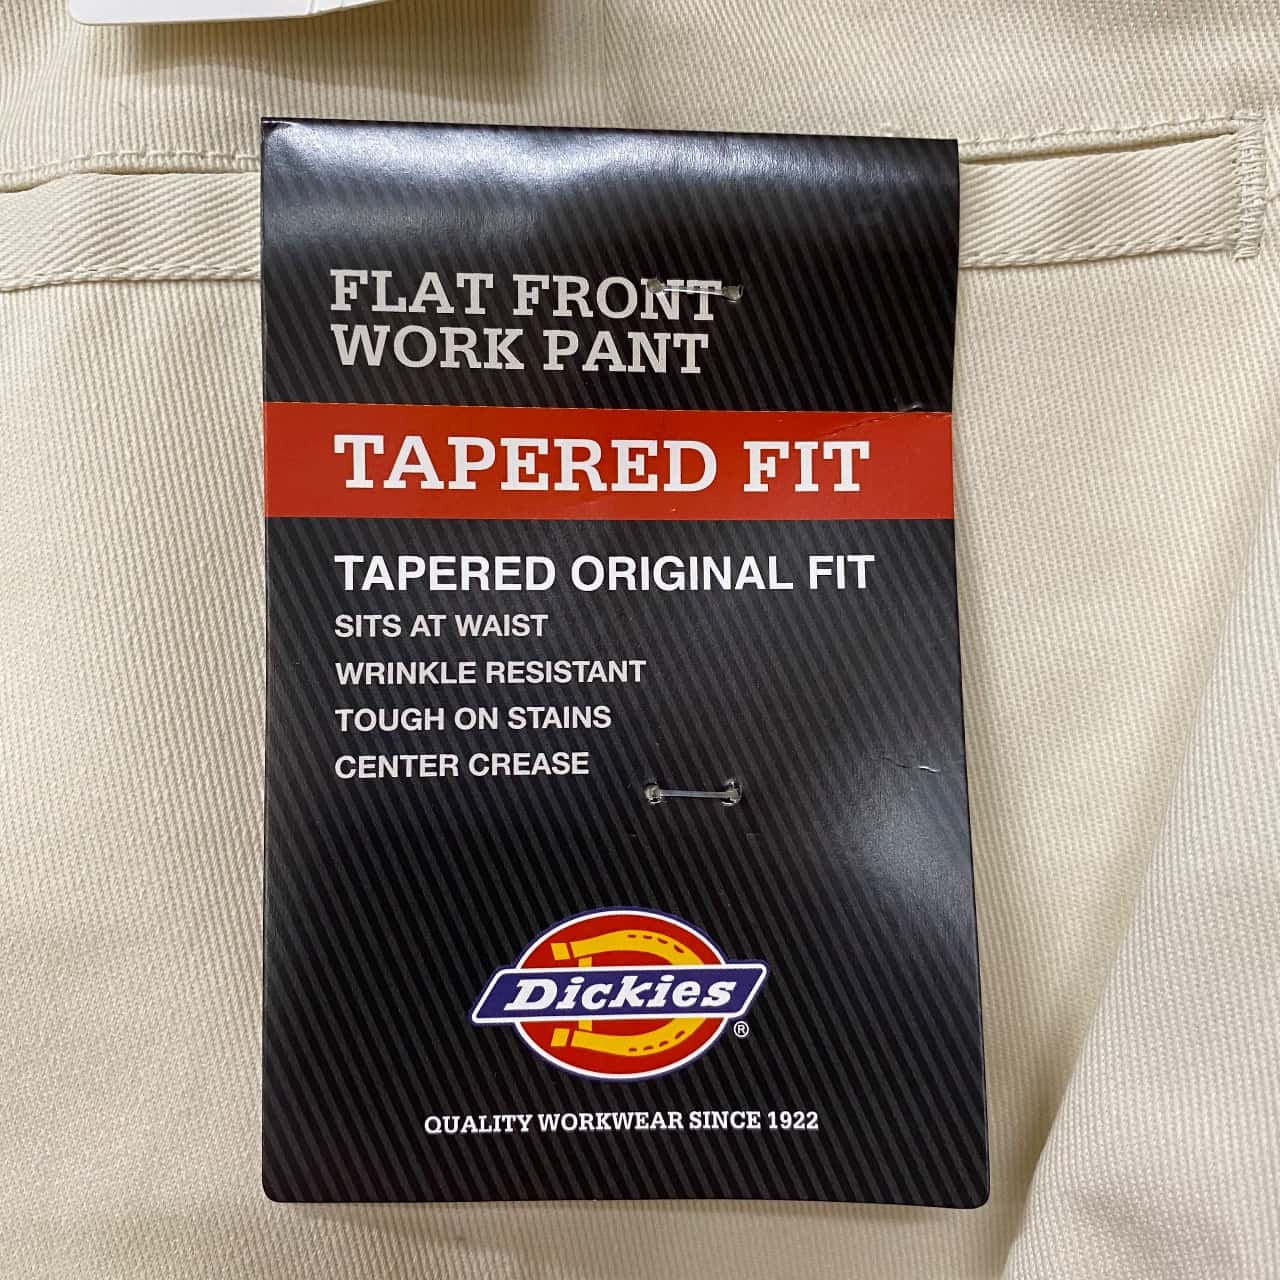 FLAT FRONT
WORK PANT
TAPERED FIT
TAPERED ORIGINAL FIT
SITS AT WAIST
WRINKLE RESISTANT
TOUGH ON STAINS
CENTER CREASE
Dickies
®
QUALITY WORKWEAR SINCE 1922